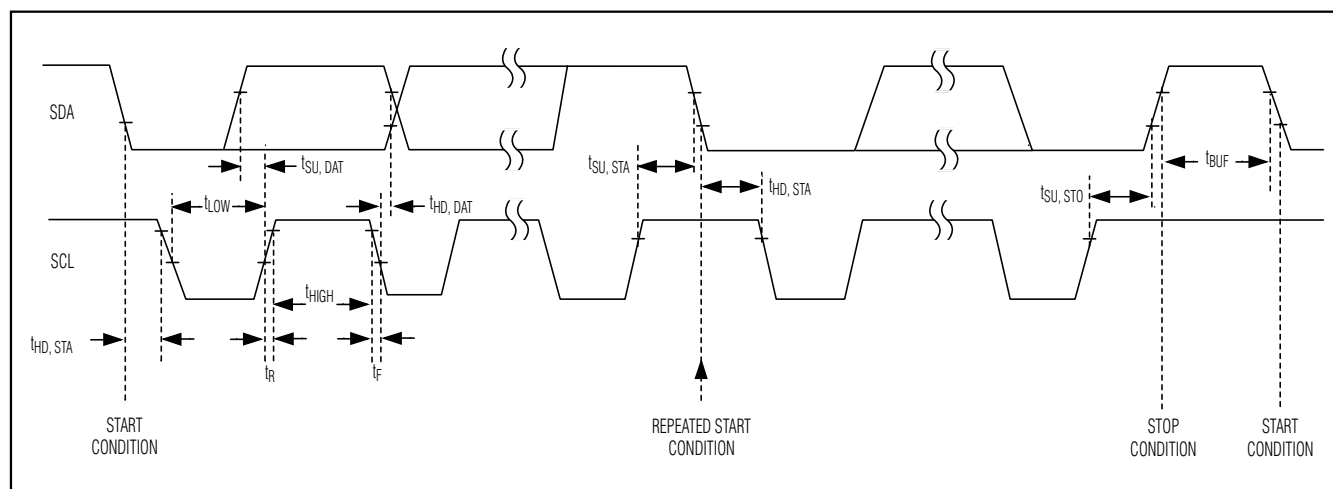 SDA
tSU, DAT
tLOW
tHD, DAT
tSU, STA
tHD, STA
tBUF
tSU, STO
SCL
tHIGH
tHD, STA
tR
tF
START
CONDITION
REPEATED START
CONDITION
STOP
CONDITION
START
CONDITION